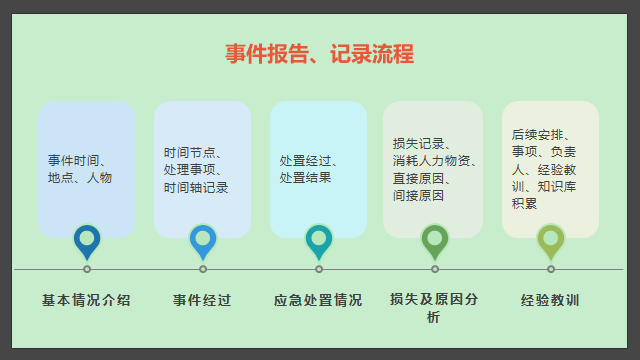 事件报告、记录流程
事件时间、
地点、人物
时间节点、
处理事项、
时间轴记录
处置经过、
处置结果
损失记录、
消耗人力物资、
直接原因、
间接原因
后续安排、
事项、负责
人、经验教
训、知识库
积累
基本情况介绍
事件经过
应急处置情况
损失及原因分
析
经验教训